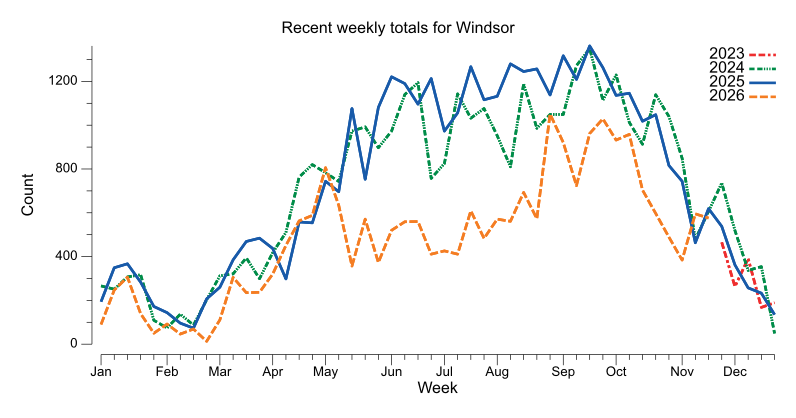 Recent weekly totals for Windsor
2023
2024
2025
2026
1200
800
400
0
Count
Jan Feb Mar Apr May Jun Jul Aug Sep Oct Nov Dec
Week